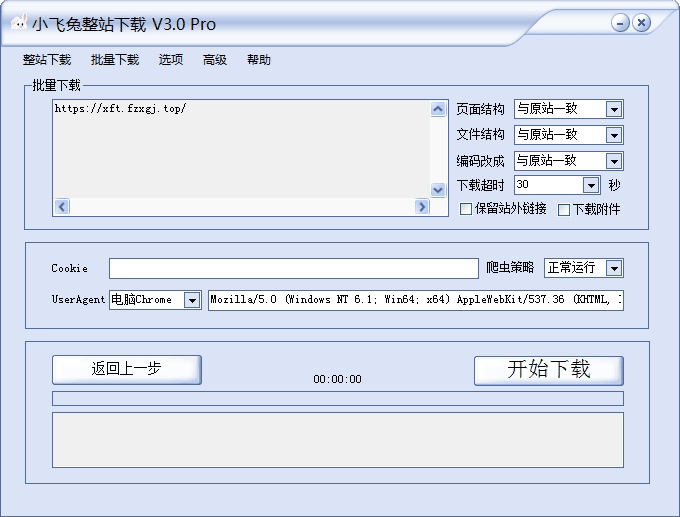 小飞兔整站下载 V3.0 Pro
整站下载 批量下载 选项 高级 帮助
批量下载
https://xft.fzxgj.top/
页面结构 与原站一致
文件结构 与原站一致
编码改成 与原站一致
下载超时 30 秒
保留站外链接 下载附件
Cookie 爬虫策略 正常运行
UserAgent 电脑Chrome Mozilla/5.0 (Windows NT 6.1; Win64; x64) AppleWebKit/537.36 (KHTML,
返回上一步 00:00:00 开始下载